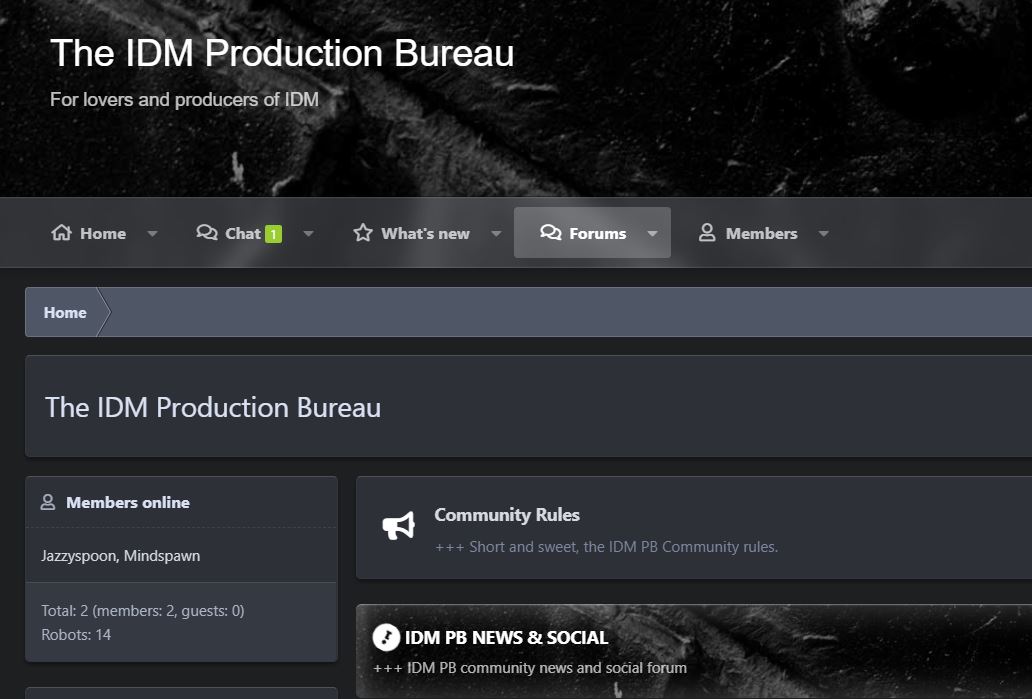 The IDM Production Bureau
For lovers and producers of IDM
Home Chat 1 What's new Forums Members
Home
The IDM Production Bureau
Members online
Jazzyspoon, Mindspawn
Total: 2 (members: 2, guests: 0)
Robots: 14
Community Rules
+++ Short and sweet, the IDM PB Community rules.
IDM PB NEWS & SOCIAL
+++ IDM PB community news and social forum